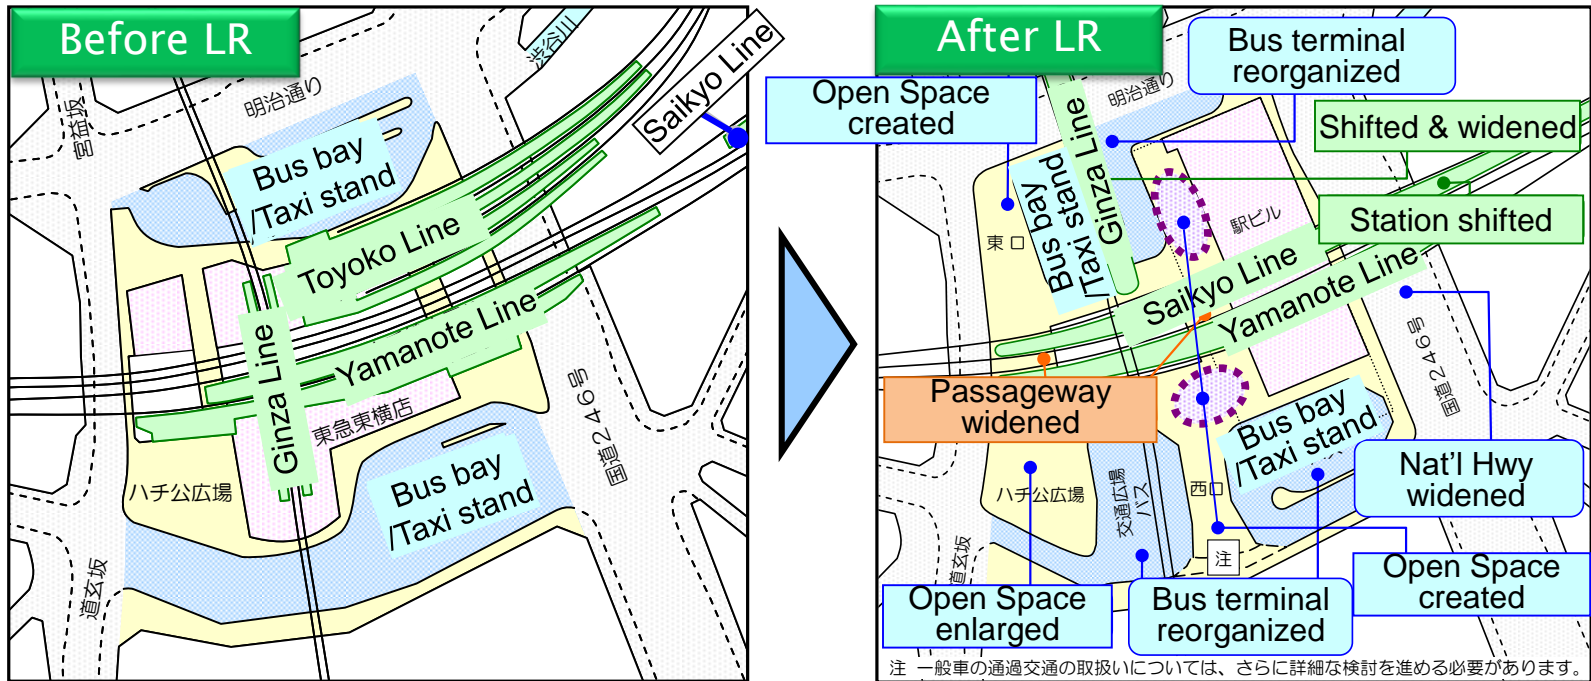 Before LR
宮益坂
明治通り
渋谷川
Saikyo Line
Bus bay
/Taxi stand
Toyoko Line
Yamanote Line
Ginza Line
東急東横店
ハチ公広場
Bus bay
/Taxi stand
国道246号
道玄坂
After LR
Bus terminal
reorganized
Open Space
created
明治通り
Shifted & widened
Ginza Line
Bus bay
/Taxi stand
東口
駅ビル
Station shifted
Saikyo Line
Yamanote Line
国道246号
Passageway
widened
Bus bay
/Taxi stand
Nat'l Hwy
widened
ハチ公広場
交通広場
バス
西口
注
道玄坂
Open Space
enlarged
Bus terminal
reorganized
Open Space
created
注 一般車の通過交通の取扱いについては、さらに詳細な検討を進める必要があります。